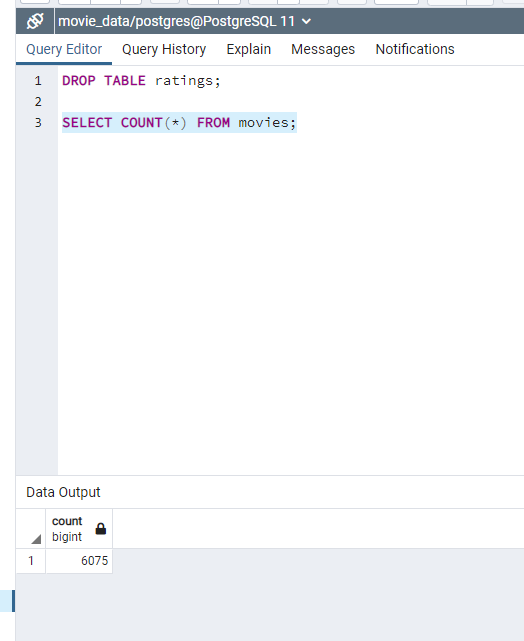 movie_data/postgres@PostgreSQL 11
Query Editor Query History Explain Messages Notifications
1 DROP TABLE ratings;
2
3 SELECT COUNT(*) FROM movies;
Data Output
count
bigint
1 6075